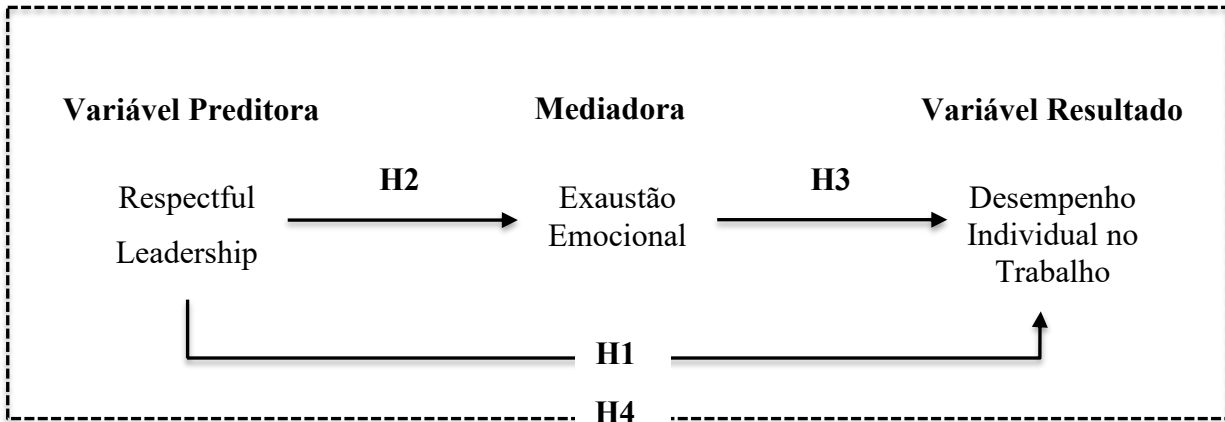 Variável Preditora
Mediadora
Variável Resultado
Respectful
Leadership
H2
Exaustão
Emocional
H3
Desempenho
Individual no
Trabalho
H1
H4